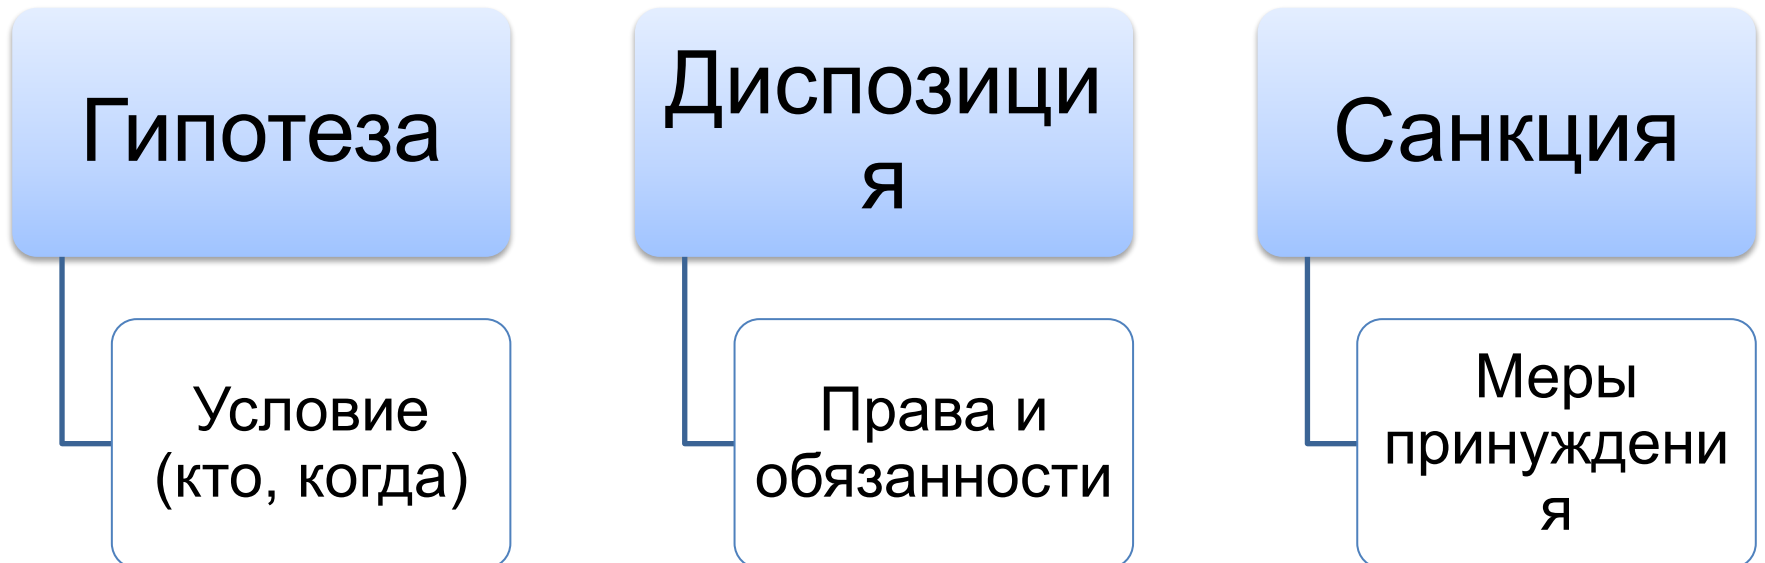 Гипотеза
Условие
(кто, когда)
Диспозици
я
Права и
обязанности
Санкция
Меры
принуждени
я